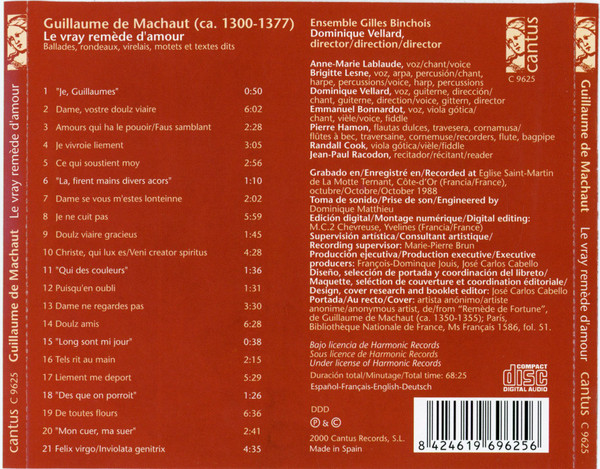 Guillaume de Machaut (ca. 1300-1377)
Le vray remède d'amour
Ballades, rondeaux, virelais, motets et textes dits
1 "Je, Guillaumes" 0:50
2 Dame, vostre doulz viaire 6:02
3 Amours qui ha le pouoir/Faus samblant 2:28
4 Je vivroie liement 3:05
5 Ce qui soustient moy 2:56
6 "La, firent mains divers acors" 1:10
7 Dame se vous m'estes lonteinne 2:02
8 Je ne cuit pas 5:59
9 Doulz viaire gracieus 1:51
10 Christe, qui lux es/Veni creator spiritus 4:28
11 "Qui des couleurs" 1:36
12 Puisqu'en oubli 1:31
13 Dame ne regardes pas 3:30
14 Doulz amis 6:28
15 "Long sont mi jour" 0:38
16 Tels rit au main 2:15
17 Liement me deport 2:51
18 "Des que on porroit" 1:26
19 De toutes flours 6:36
20 "Mon cuer, ma suer" 2:41
21 Felix virgo/Inviolata genitrix 4:35
Ensemble Gilles Binchois
Dominique Vellard,
director/direction/director
Anne-Marie Lablaude, voz/chant/voice
Brigitte Lesne, voz, arpa, percusión/chant,
harpe, percussions/voice, harp, percussions
Dominique Vellard, voz, guiterne, dirección/
chant, guiterne, direction/voice, gittern, director
Emmanuel Bonnardot, voz, viola gótica/
chant, vièle/voice, fiddle
Pierre Hamon, flautas dulces, travesera, cornamusa/
flûtes à bec, traversaine, cornemuse/recorders, flute, bagpipe
Randall Cook, viola gótica/vièle/fiddle
Jean-Paul Racodon, recitador/récitant/reader
Grabado en/Enregistré en/Recorded at Eglise Saint-Martin
de La Motte Ternant, Côte-d'Or (Francia/France),
octubre/Octobre/October 1988
Toma de sonido/Prise de son/Engineered by
Dominique Matthieu
Edición digital/Montage numérique/Digital editing:
M.C.2 Chevreuse, Yvelines (Francia/France)
Supervisión artística/Consultant artistique/
Recording supervisor: Marie-Pierre Brun
Producción ejecutiva/Production executive/Executive
producers: François-Dominique Jouis, José Carlos Cabello
Diseño, selección de portada y coordinación del libreto/
Maquette, sélection de couverture et coordination éditoriale/
Design, cover research and booklet editor: José Carlos Cabello
Portada/Au recto/Cover: artista anónimo/artiste
anonime/anonymous artist, de/from "Remède de Fortune",
de Guillaume de Machaut (ca. 1350-1355); Paris,
Bibliothèque Nationale de France, Ms Français 1586, fol. 51.
Bajo licencia de Harmonic Records
Sous licence de Harmonic Records
Under license of Harmonic Records
Duración total/Minutage/Total time: 68:25
Español-Français-English-Deutsch
DDD
℗ & ©
2000 Cantus Records, S.L.
Made in Spain
cantus
C 9625
COMPACT
disc
DIGITAL AUDIO
8 424619 696256
cantus C 9625 Guillaume de Machaut Le vray remède d'amour
Guillaume de Machaut Le vray remède d'amour cantus C 9625